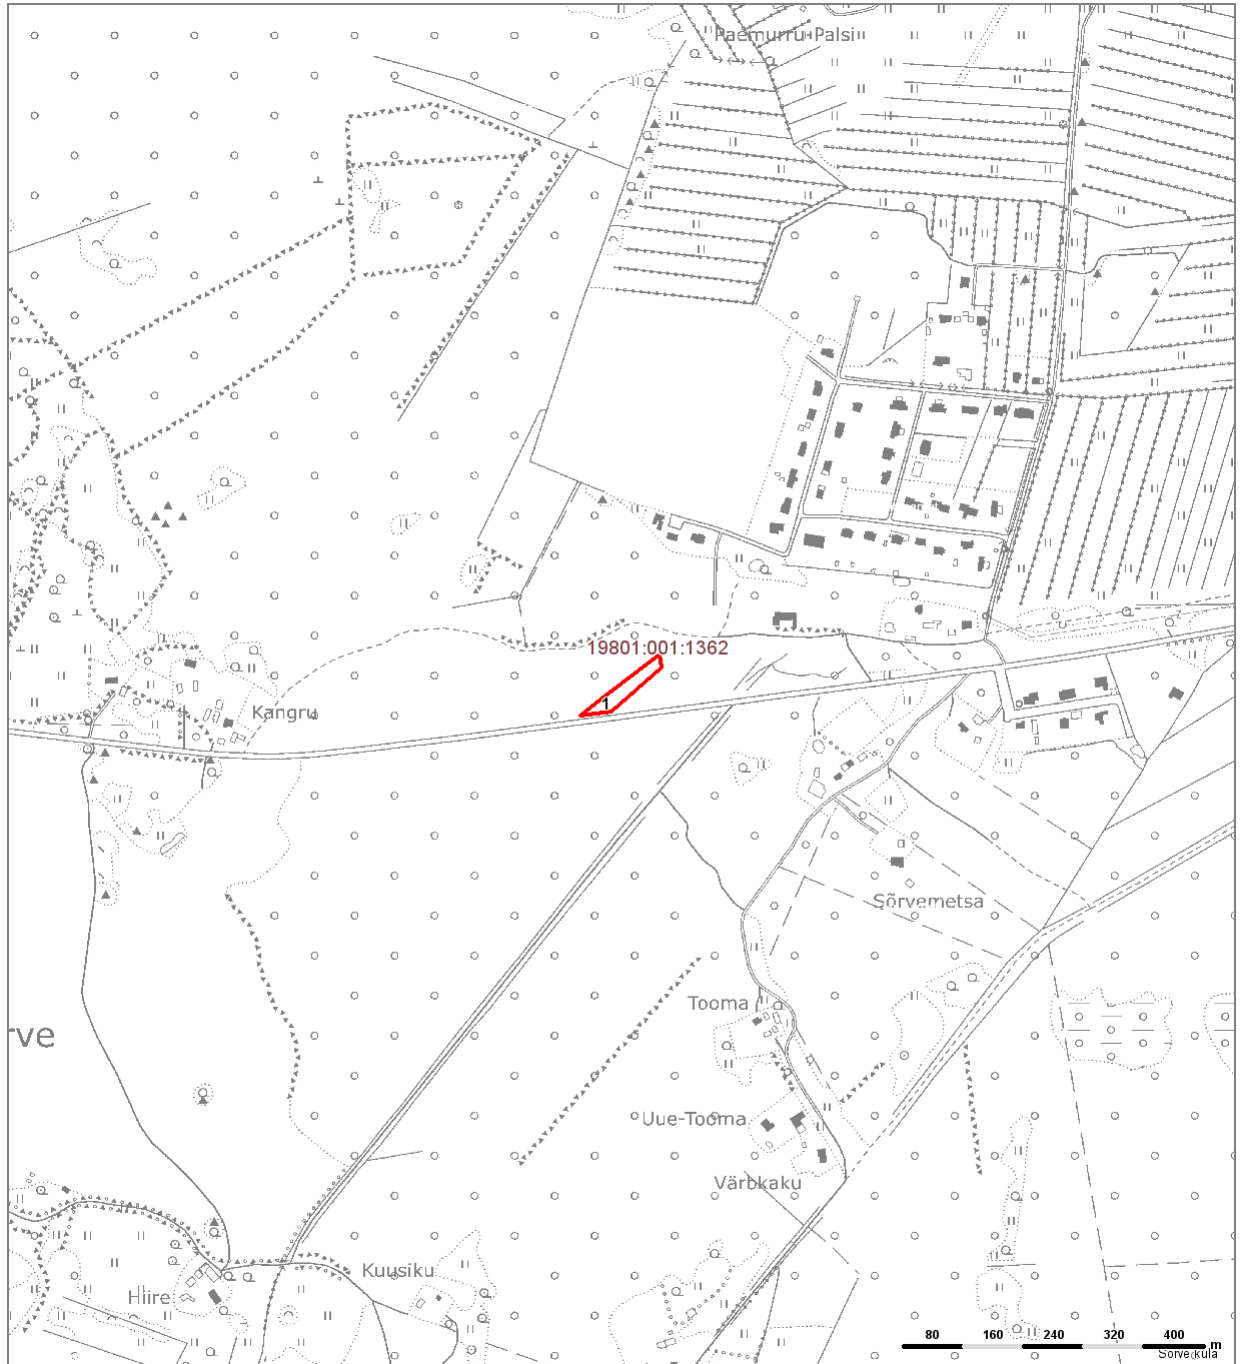 Paemurru-Palsi
19801:001:1362
1
Kangru
Sõrvemetsa
Tooma
rve
Uue-Tooma
Värbkaku
Kuusiku
Hiire
80 160 240 320 400 m
Sõrve küla